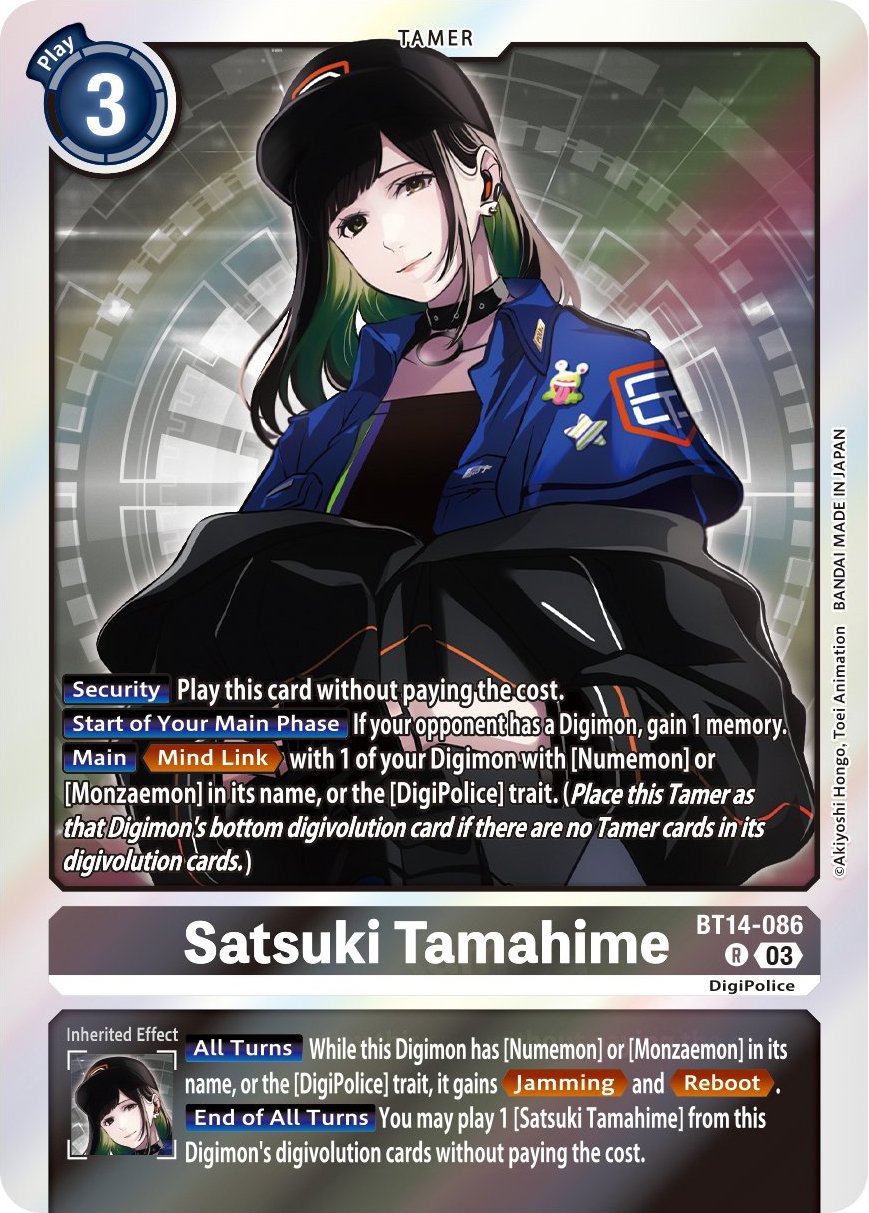 TAMER
Play
3
Security Play this card without paying the cost.
Start of Your Main Phase If your opponent has a Digimon, gain 1 memory.
Main Mind Link with 1 of your Digimon with [Numemon] or
[Monzaemon] in its name, or the [DigiPolice] trait. (Place this Tamer as
that Digimon's bottom digivolution card if there are no Tamer cards in its
digivolution cards.)
©Akiyoshi Hongo, Toei Animation BANDAI MADE IN JAPAN
Satsuki Tamahime
BT14-086
R 03
DigiPolice
Inherited Effect
All Turns While this Digimon has [Numemon] or [Monzaemon] in its
name, or the [DigiPolice] trait, it gains Jamming and Reboot.
End of All Turns You may play 1 [Satsuki Tamahime] from this
Digimon's digivolution cards without paying the cost.